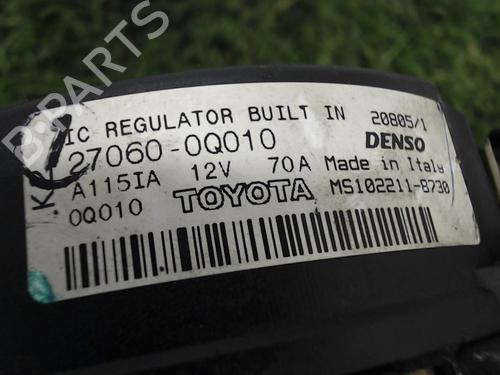 IC REGULATOR BUILT IN 20805/1
27060-0Q010 DENSO
A115IA 12V 70A Made in Italy
0Q010 TOYOTA MS102211-8730